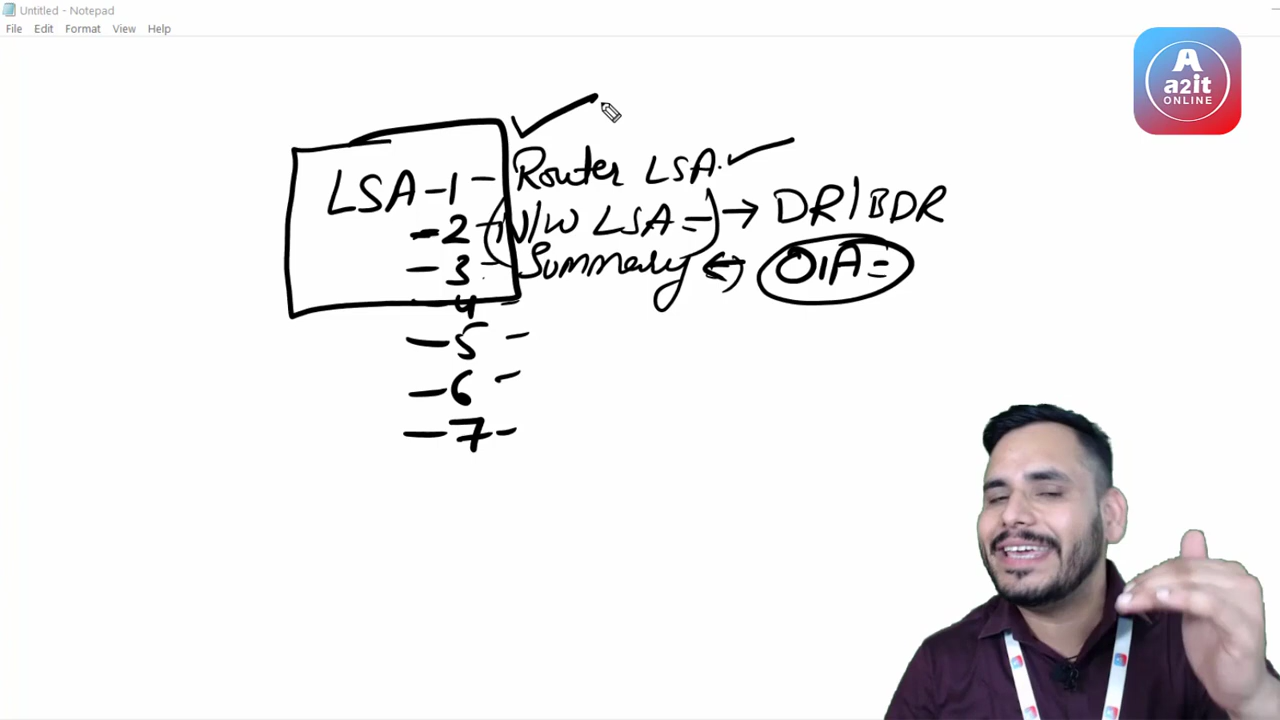 Untitled - Notepad
File Edit Format View Help
A
a2it
ONLINE
LSA-1 - Router LSA.
-2 - N/W LSA = → DR/BDR
-3 - Summary ↔ OIA =
-4 -
-5 -
-6 -
-7 -